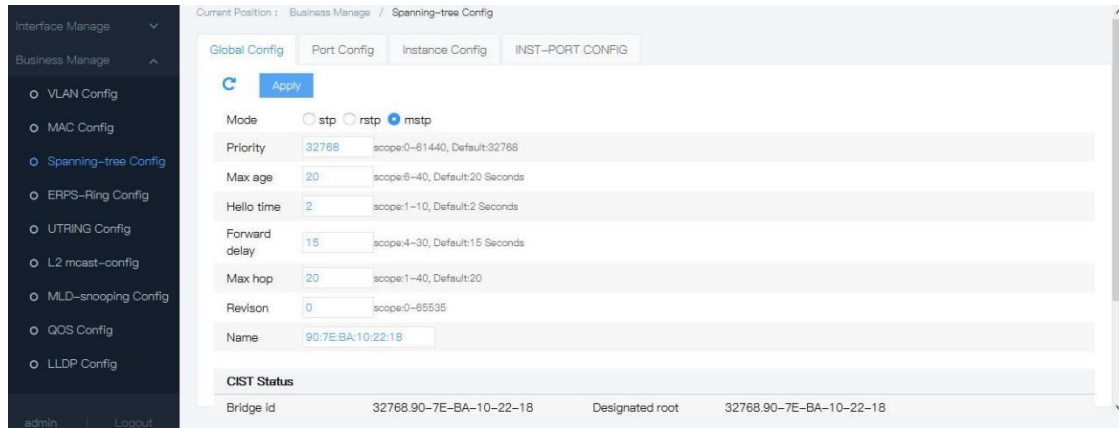 Interface Manage
Business Manage
VLAN Config
MAC Config
Spanning-tree Config
ERPS-Ring Config
UTRING Config
L2 mcast-config
MLD-snooping Config
QOS Config
LLDP Config
admin | Logout
Current Position : Business Manage / Spanning-tree Config
Global Config Port Config Instance Config INST-PORT CONFIG
Apply
Mode stp rstp mstp
Priority 32768 scope:0-61440, Default:32768
Max age 20 scope:6-40, Default:20 Seconds
Hello time 2 scope:1-10, Default:2 Seconds
Forward
delay 15 scope:4-30, Default:15 Seconds
Max hop 20 scope:1-40, Default:20
Revison 0 scope:0-65535
Name 90:7E:BA:10:22:18
CIST Status
Bridge id 32768.90-7E-BA-10-22-18 Designated root 32768.90-7E-BA-10-22-18